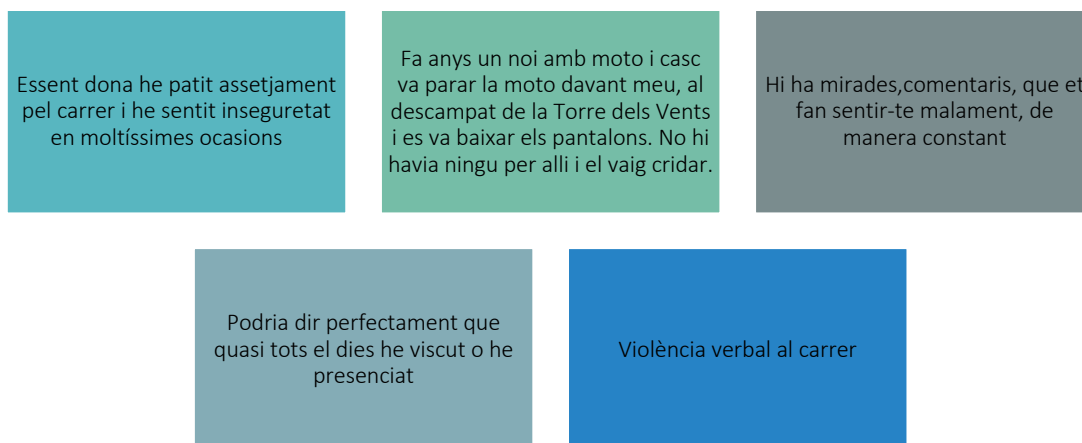 Essent dona he patit assetjament
pel carrer i he sentit inseguretat
en moltíssimes ocasions
Fa anys un noi amb moto i casc
va parar la moto davant meu, al
descampat de la Torre dels Vents
i es va baixar els pantalons. No hi
havia ningu per alli i el vaig cridar.
Hi ha mirades,comentaris, que et
fan sentir-te malament, de
manera constant
Podria dir perfectament que
quasi tots el dies he viscut o he
presenciat
Violència verbal al carrer